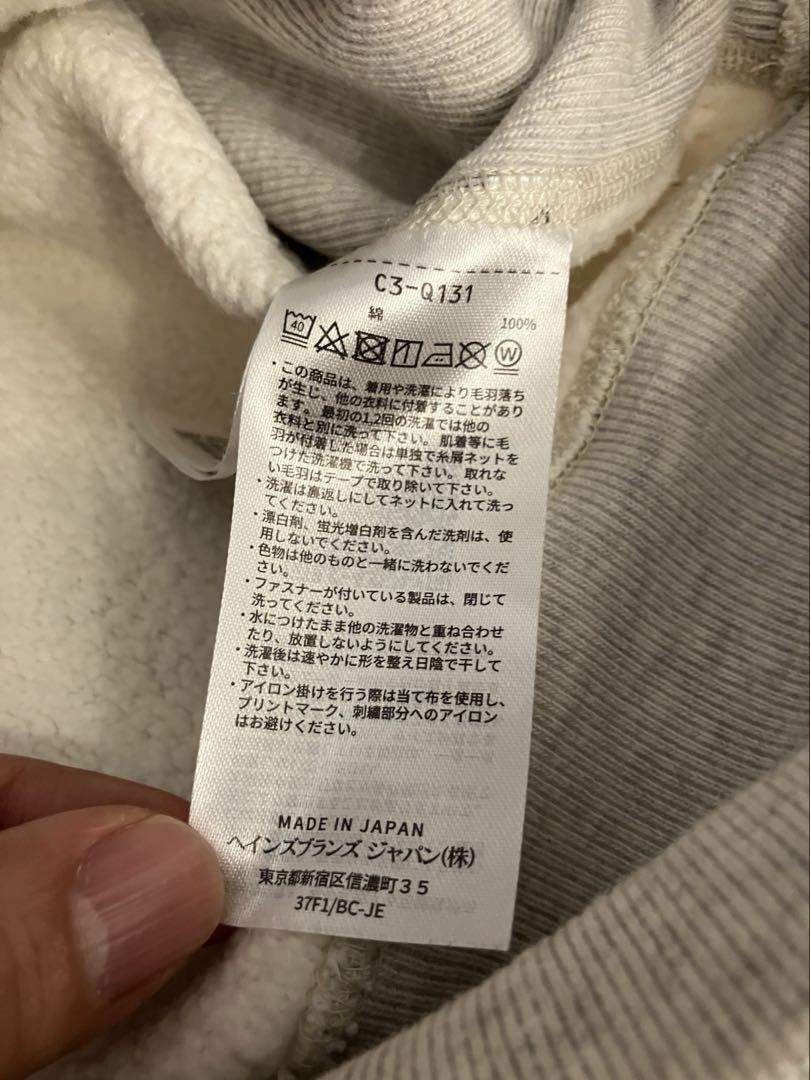 C3-Q131
綿 100%
40 W
・この商品は、着用や洗濯により毛羽落ち
が生じ、他の衣料に付着することがあり
ます。最初の1,2回の洗濯では他の
衣料と別に洗って下さい。肌着等に毛
羽が付着した場合は単独で糸屑ネットを
つけた洗濯機で洗って下さい。取れな
い毛羽はテープで取り除いて下さい。
・洗濯は裏返しにしてネットに入れて洗っ
てください。
・漂白剤、蛍光増白剤を含んだ洗剤は、使
用しないでください。
・色物は他のものと一緒に洗わないでくだ
さい。
・ファスナーが付いている製品は、閉じて
洗ってください。
・水につけたまま他の洗濯物と重ね合わせ
たり、放置しないようにしてください。
・洗濯後は速やかに形を整え日陰で干して
下さい。
・アイロン掛けを行う際は当て布を使用し、
プリントマーク、刺繍部分へのアイロン
はお避けください。
MADE IN JAPAN
ヘインズブランズ ジャパン(株)
東京都新宿区信濃町35
37F1/BC-JE